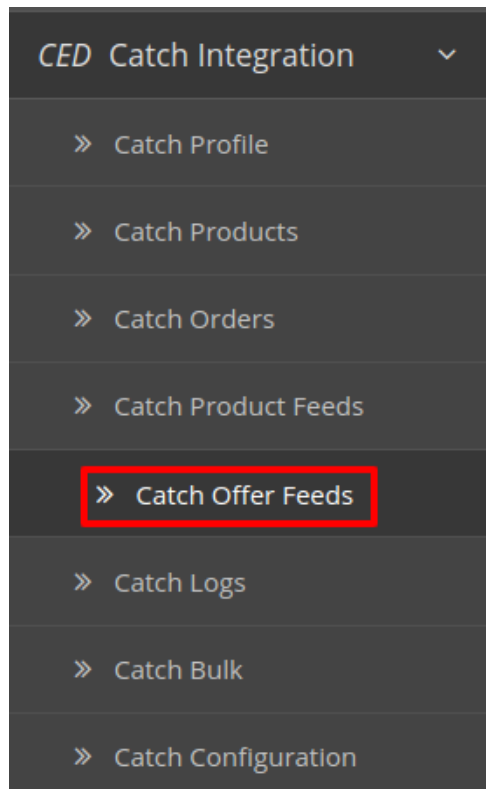 CED Catch Integration
Catch Profile
Catch Products
Catch Orders
Catch Product Feeds
Catch Offer Feeds
Catch Logs
Catch Bulk
Catch Configuration